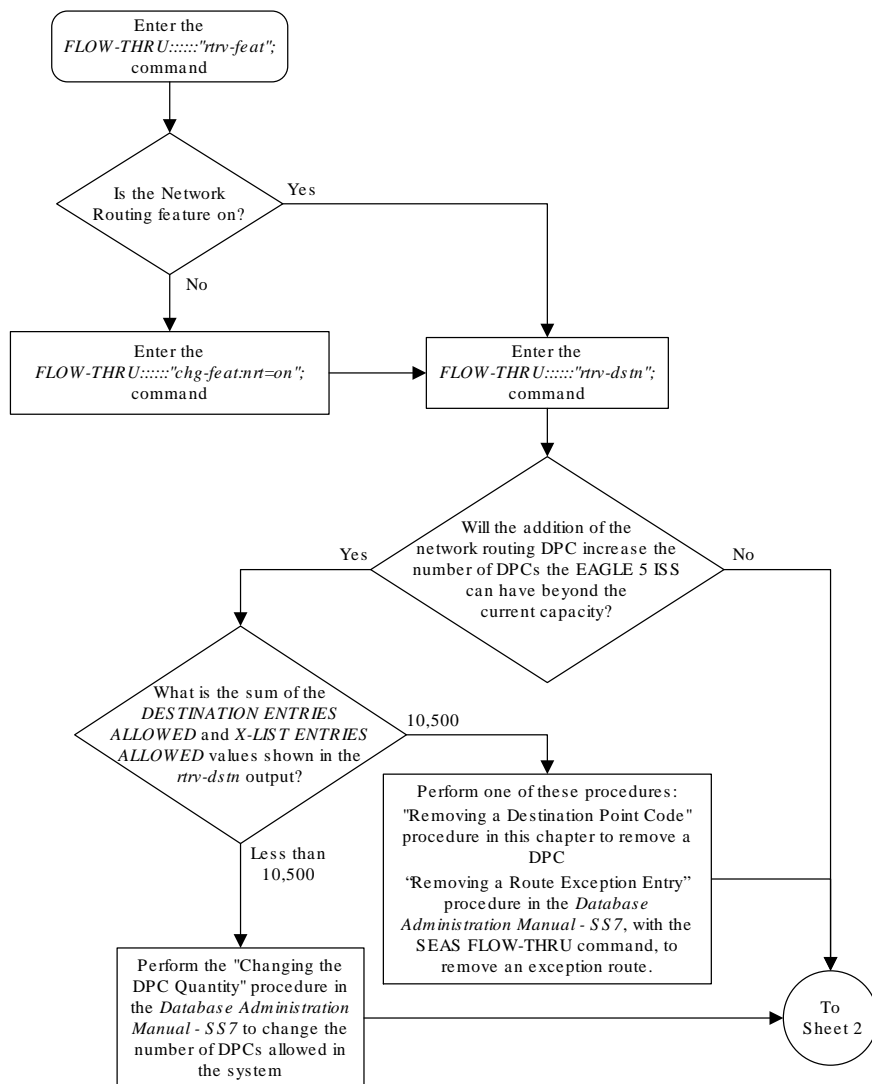 Enter the
FLOW-THRU::::::"rtrv-feat";
command
Is the Network
Routing feature on?
Yes
No
Enter the
FLOW-THRU::::::"chg-feat:nrt=on";
command
Enter the
FLOW-THRU::::::"rtrv-dstn";
command
Will the addition of the
network routing DPC increase the
number of DPCs the EAGLE 5 ISS
can have beyond the
current capacity?
Yes
No
What is the sum of the
DESTINATION ENTRIES
ALLOWED and X-LIST ENTRIES
ALLOWED values shown in the
rtrv-dstn output?
10,500
Less than
10,500
Perform one of these procedures:
"Removing a Destination Point Code"
procedure in this chapter to remove a
DPC
“Removing a Route Exception Entry”
procedure in the Database
Administration Manual - SS7, with the
SEAS FLOW-THRU command, to
remove an exception route.
Perform the "Changing the
DPC Quantity" procedure in
the Database Administration
Manual - SS7 to change the
number of DPCs allowed in
the system
To
Sheet 2